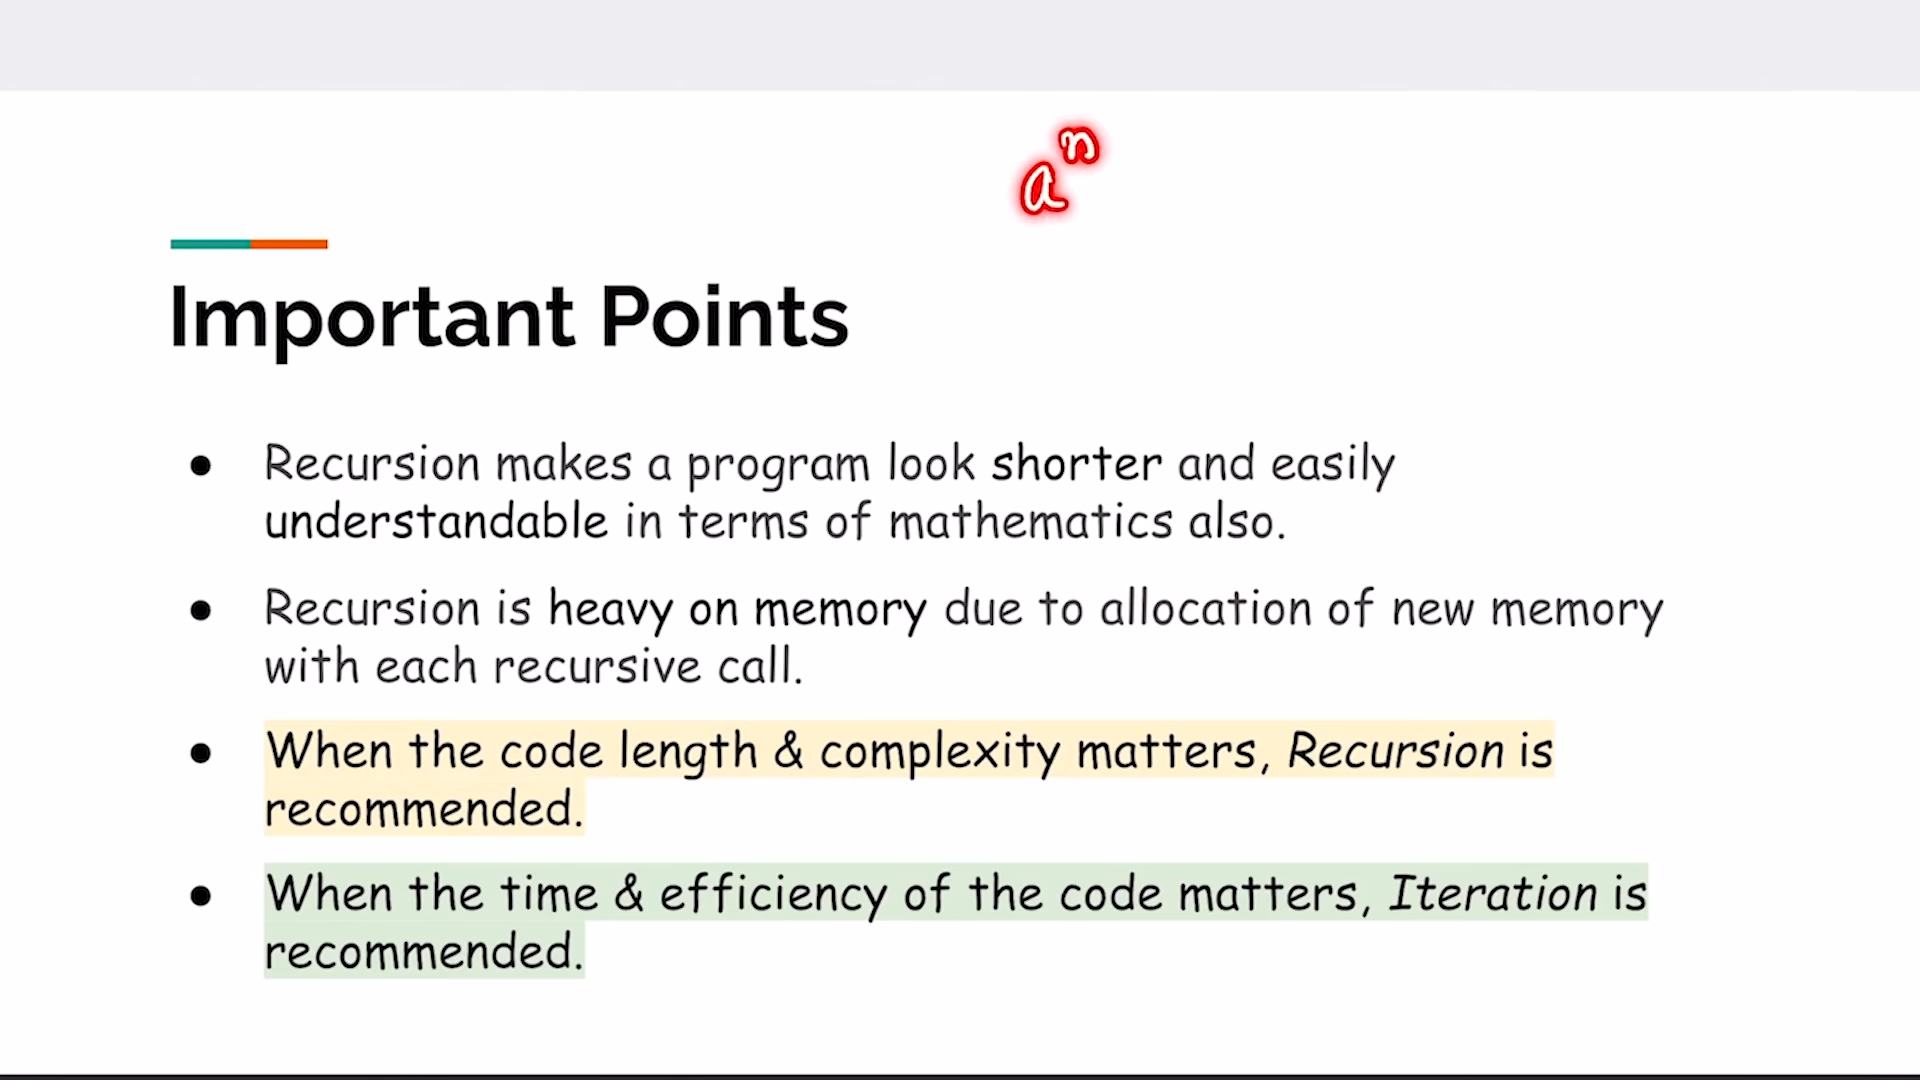 aⁿ
Important Points
● Recursion makes a program look shorter and easily
understandable in terms of mathematics also.
● Recursion is heavy on memory due to allocation of new memory
with each recursive call.
● When the code length & complexity matters, Recursion is
recommended.
● When the time & efficiency of the code matters, Iteration is
recommended.